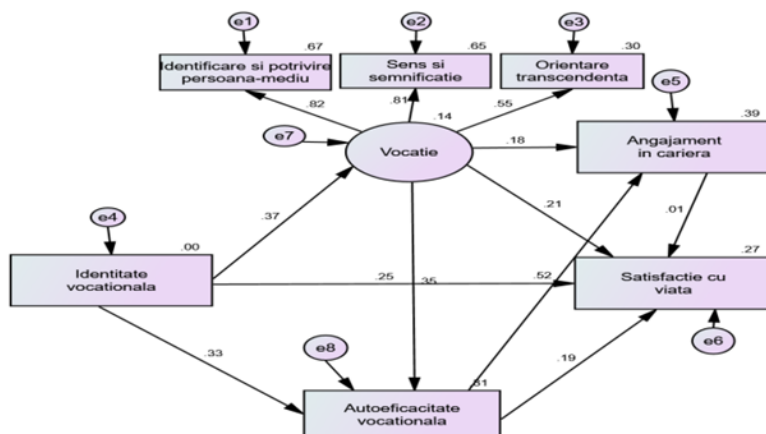 e1
e2
e3
.67
.65
.30
Identificare si potrivire
persoana-mediu
Sens si
semnificatie
Orientare
transcendenta
e5
.82
.81
.55
.14
.39
e7
Vocatie
.18
Angajament
in cariera
e4
.37
.21
.01
.00
.27
Identitate
vocationala
.25
.35
.52
Satisfactie cu
viata
e8
e6
.33
.19
.31
Autoeficacitate
vocationala